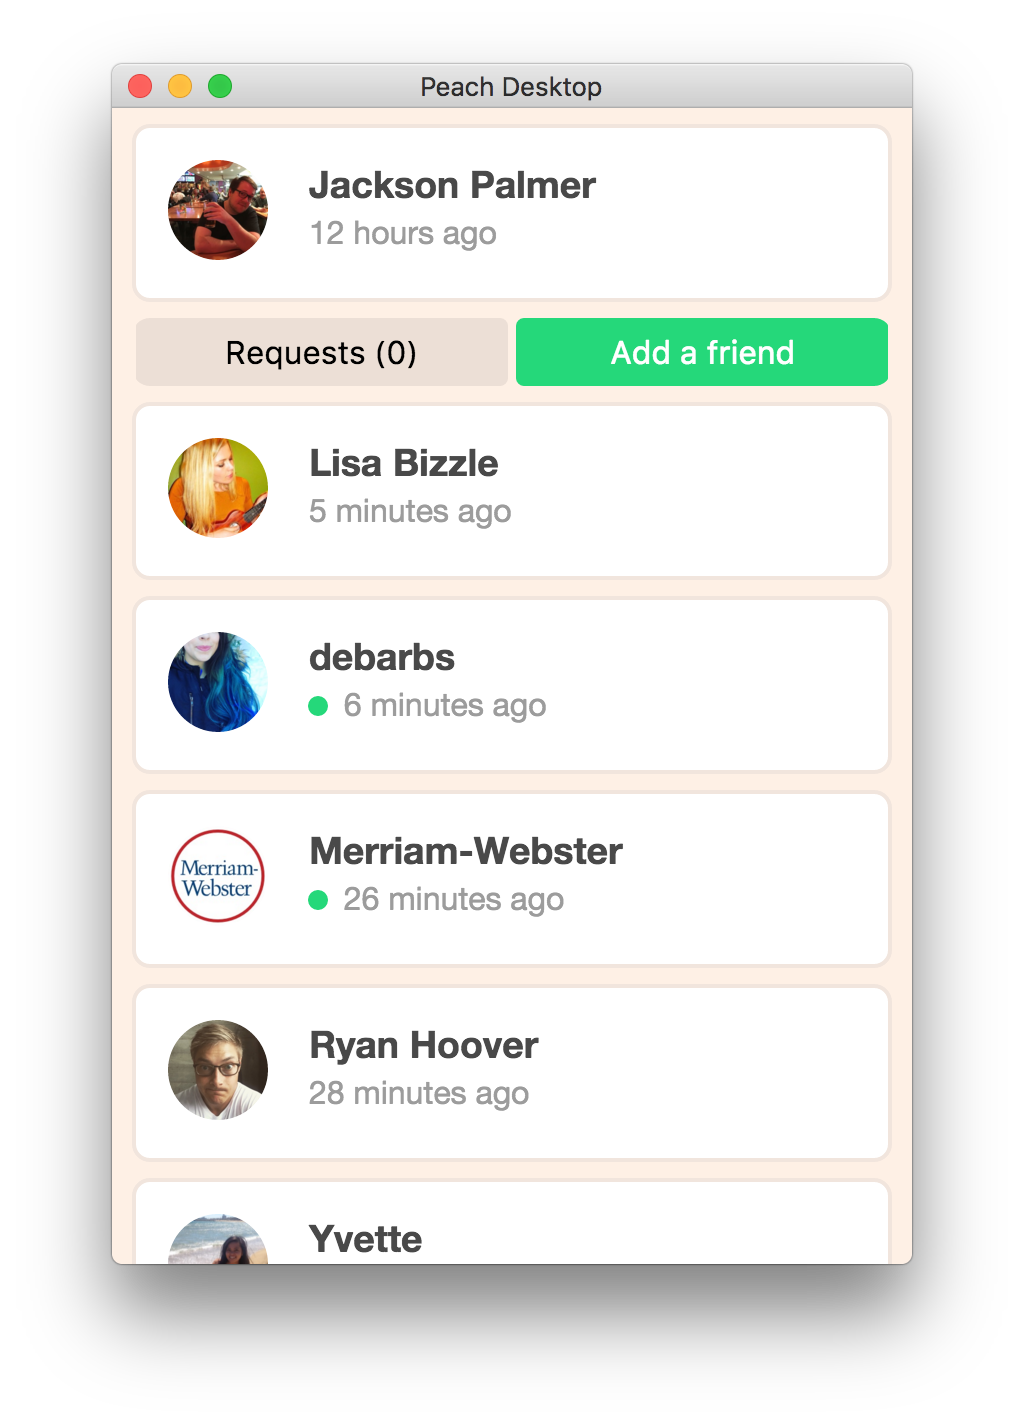 Peach Desktop
Jackson Palmer
12 hours ago
Requests (0)
Add a friend
Lisa Bizzle
5 minutes ago
debarbs
6 minutes ago
Merriam-
Webster
Merriam-Webster
26 minutes ago
Ryan Hoover
28 minutes ago
Yvette